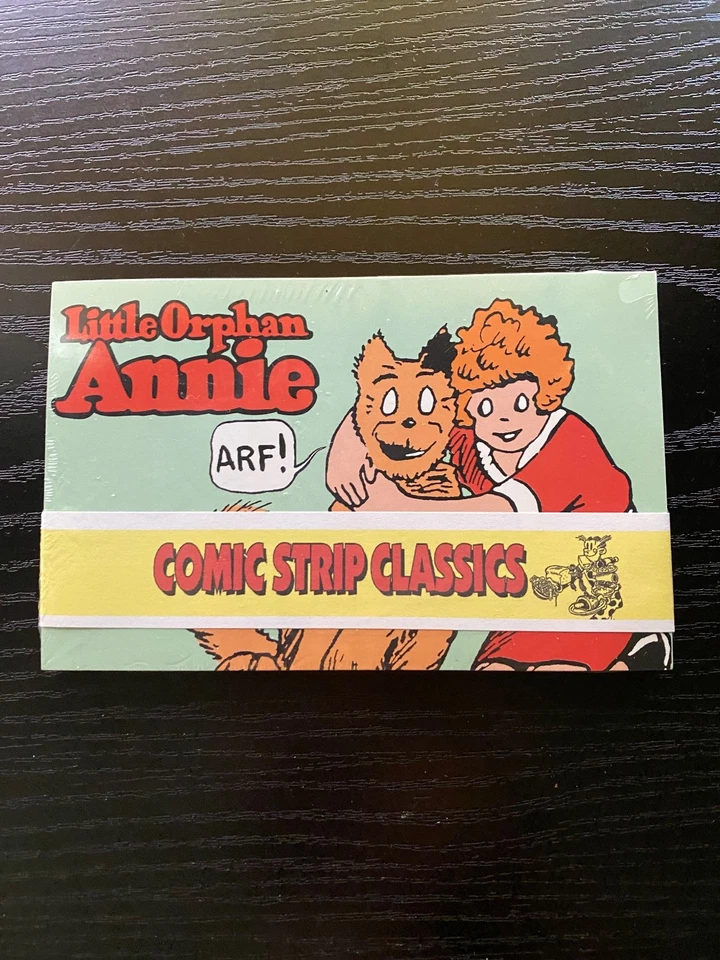 Little Orphan
Annie
ARF!
COMIC STRIP CLASSICS